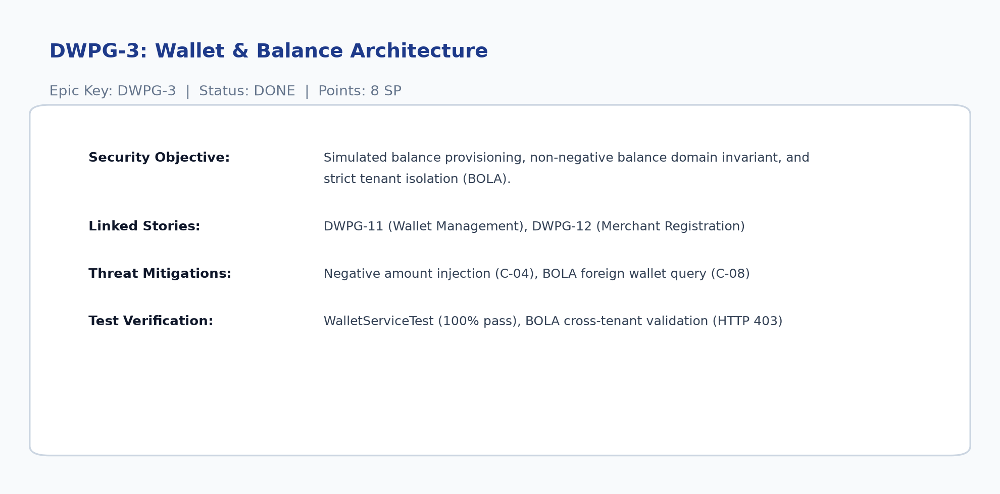 DWPG-3: Wallet & Balance Architecture
Epic Key: DWPG-3 | Status: DONE | Points: 8 SP
Security Objective: Simulated balance provisioning, non-negative balance domain invariant, and
strict tenant isolation (BOLA).
Linked Stories: DWPG-11 (Wallet Management), DWPG-12 (Merchant Registration)
Threat Mitigations: Negative amount injection (C-04), BOLA foreign wallet query (C-08)
Test Verification: WalletServiceTest (100% pass), BOLA cross-tenant validation (HTTP 403)